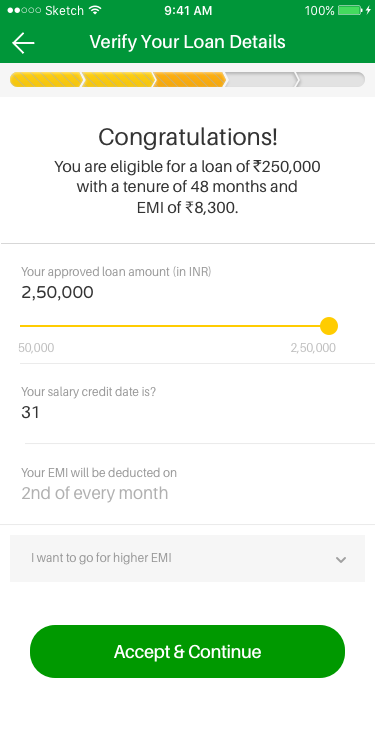 Sketch 9:41 AM 100%
Verify Your Loan Details
Congratulations!
You are eligible for a loan of ₹250,000
with a tenure of 48 months and
EMI of ₹8,300.
Your approved loan amount (in INR)
2,50,000
50,000 2,50,000
Your salary credit date is?
31
Your EMI will be deducted on
2nd of every month
I want to go for higher EMI
Accept & Continue